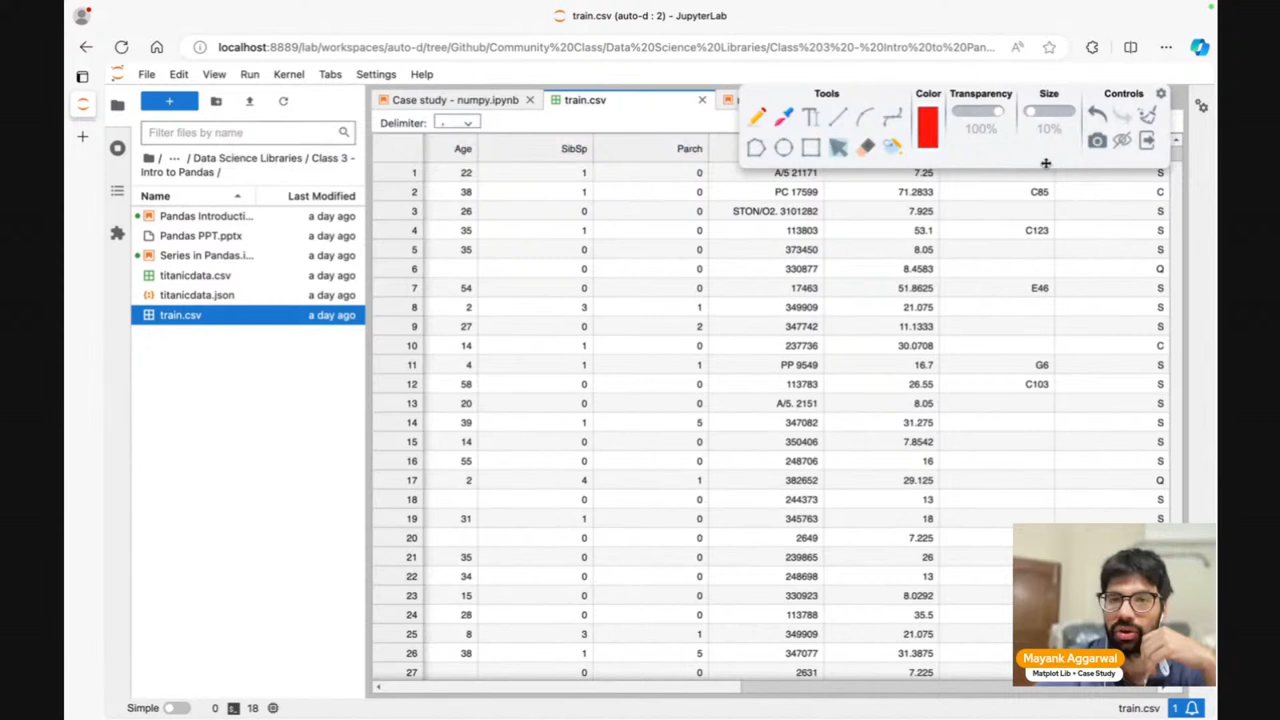 train.csv (auto-d : 2) - JupyterLab
localhost:8889/lab/workspaces/auto-d/tree/Github/Community%20Class/Data%20Science%20Libraries/Class%203%20-%20Intro%20to%20Pan...
File Edit View Run Kernel Tabs Settings Help
Case study - numpy.ipynb train.csv
Tools Transparency Color Size Controls
100% 10%
Delimiter: ,
Filter files by name
/ ... / Data Science Libraries / Class 3 -
Intro to Pandas /
Name Last Modified
Pandas Introducti... a day ago
Pandas PPT.pptx a day ago
Series in Pandas.i... a day ago
titanicdata.csv a day ago
titanicdata.json a day ago
train.csv a day ago
Age SibSp Parch
1 22 1 0 A/5 21171 7.25 S
2 38 1 0 PC 17599 71.2833 C85 C
3 26 0 0 STON/O2. 3101282 7.925 S
4 35 1 0 113803 53.1 C123 S
5 35 0 0 373450 8.05 S
6 0 0 330877 8.4583 Q
7 54 0 0 17463 51.8625 E46 S
8 2 3 1 349909 21.075 S
9 27 0 2 347742 11.1333 S
10 14 1 0 237736 30.0708 C
11 4 1 1 PP 9549 16.7 G6 S
12 58 0 0 113783 26.55 C103 S
13 20 0 0 A/5. 2151 8.05 S
14 39 1 5 347082 31.275 S
15 14 0 0 350406 7.8542 S
16 55 0 0 248706 16 S
17 2 4 1 382652 29.125 Q
18 0 0 244373 13 S
19 31 1 0 345763 18 S
20 0 0 2649 7.225
21 35 0 0 239865 26
22 34 0 0 248698 13
23 15 0 0 330923 8.0292
24 28 0 0 113788 35.5
25 8 3 1 349909 21.075
26 38 1 5 347077 31.3875
27 0 0 2631 7.225
Mayank Aggarwal
Matplot Lib + Case Study
Simple 0 18 train.csv 1